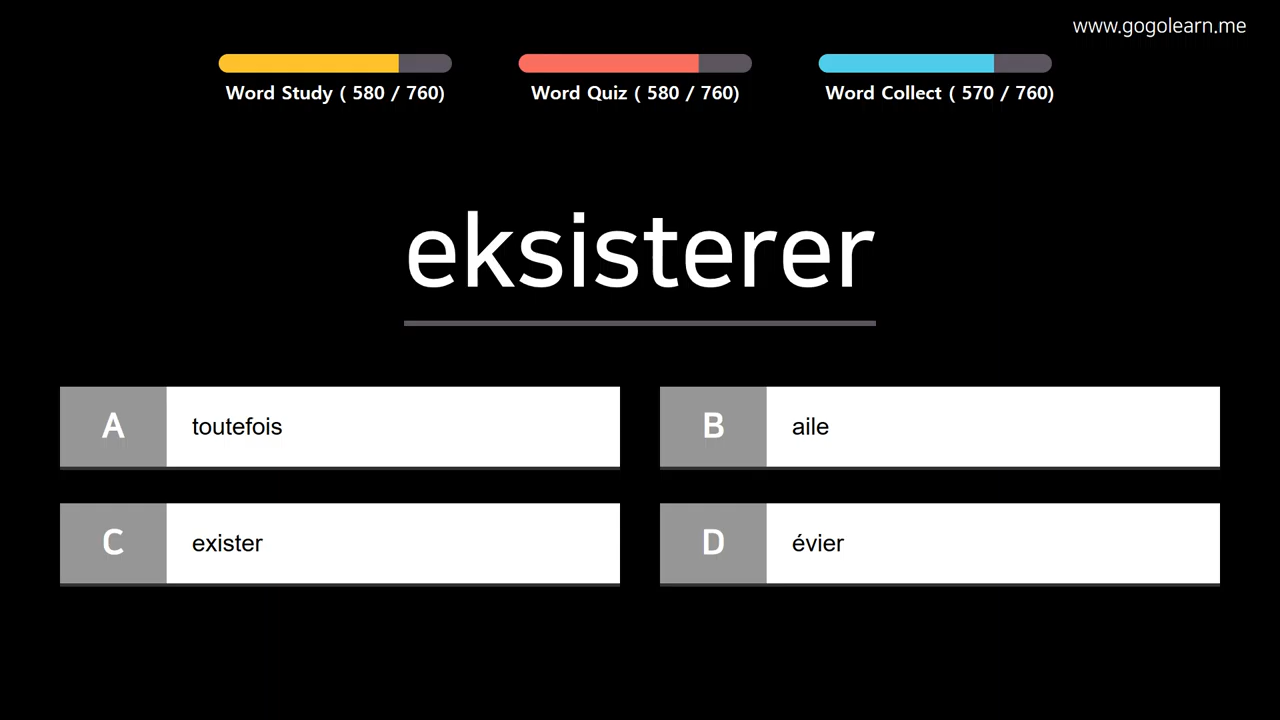 www.gogolearn.me
Word Study ( 580 / 760)
Word Quiz ( 580 / 760)
Word Collect ( 570 / 760)
eksisterer
A toutefois
B aile
C exister
D évier